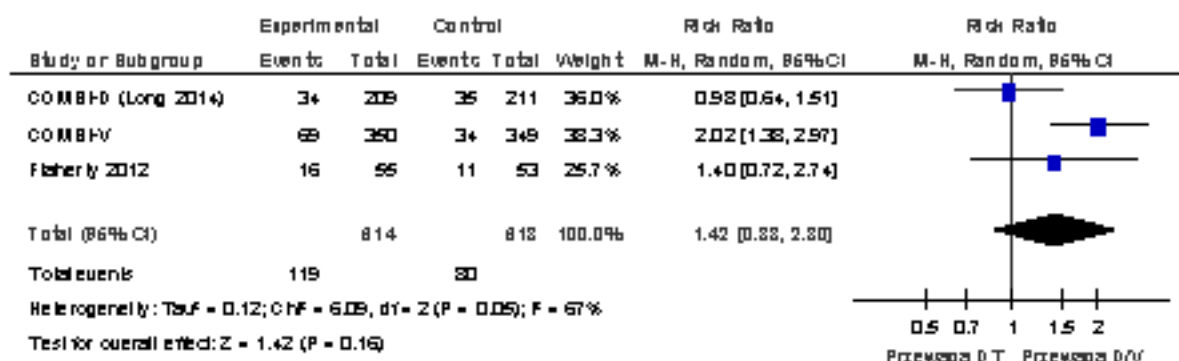 Experimental Control Risk Ratio Risk Ratio
Study or Subgroup Events Total Events Total Weight M-H, Random, 95% CI M-H, Random, 95% CI
COMBI-D (Long 2014) 34 209 35 211 36.0% 0.98 [0.64, 1.51]
COMBI-V 69 350 34 349 38.3% 2.02 [1.38, 2.97]
Flaherty 2012 16 55 11 53 25.7% 1.40 [0.72, 2.74]
Total (95% CI) 614 613 100.0% 1.42 [0.88, 2.30]
Total events 119 80
Heterogeneity: Tau² = 0.12; Chi² = 6.09, df = 2 (P = 0.05); I² = 67%
Test for overall effect: Z = 1.42 (P = 0.16)
0.5 0.7 1 1.5 2
Przewaga Przewaga